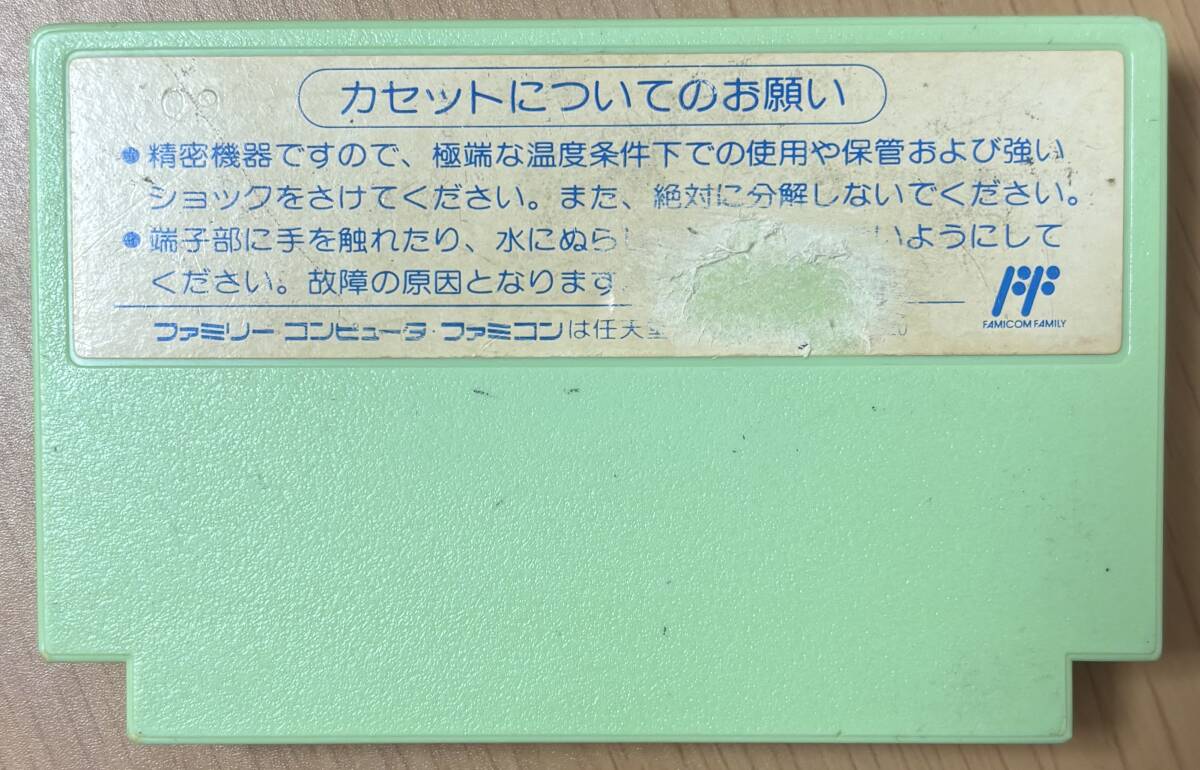 カセットについてのお願い
●精密機器ですので、極端な温度条件下での使用や保管および強い
ショックをさけてください。また、絶対に分解しないでください。
●端子部に手を触れたり、水にぬら いようにして
ください。故障の原因となります
ファミリーコンピュータ・ファミコンは任天
FAMICOM FAMILY